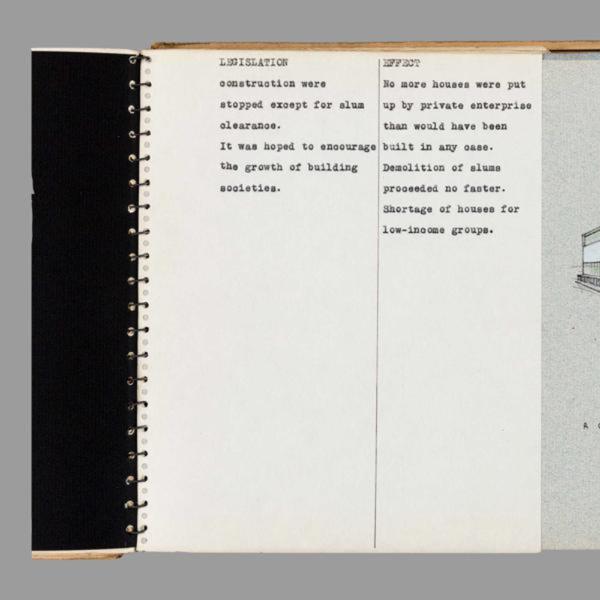 LEGISLATION
construction were
stopped except for slum
clearance.
It was hoped to encourage
the growth of building
societies.
EFFECT
No more houses were put
up by private enterprise
than would have been
built in any case.
Demolition of slums
proceeded no faster.
Shortage of houses for
low-income groups.
A